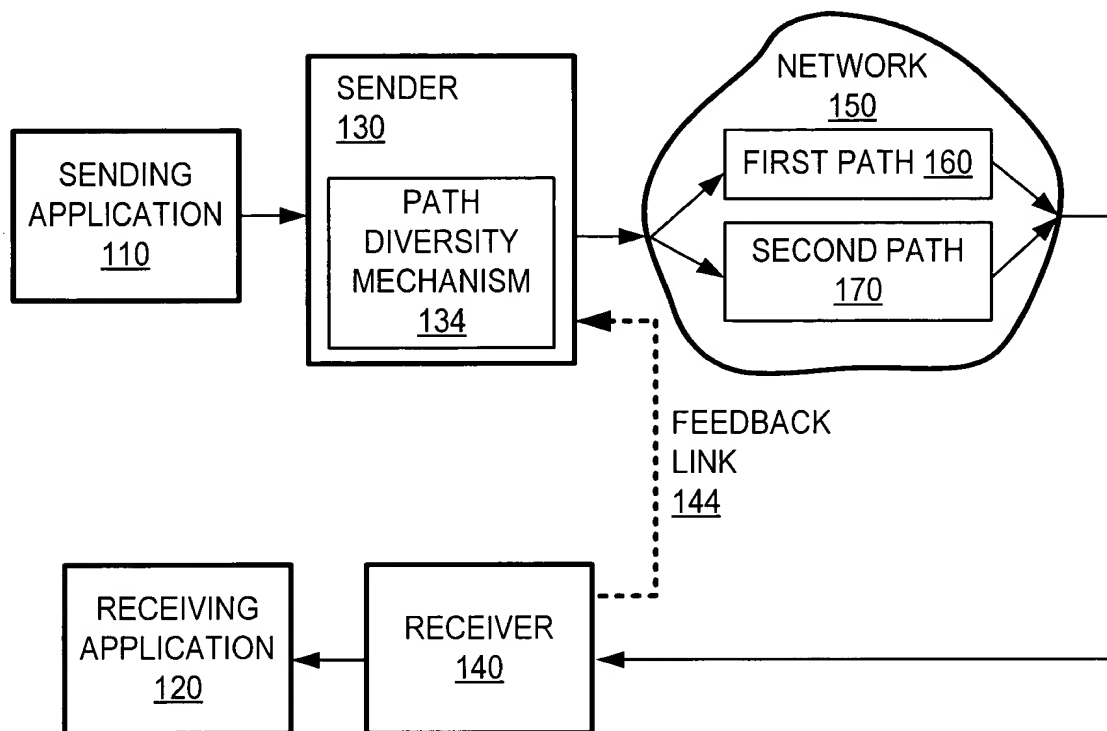 SENDING
APPLICATION
110
SENDER
130
PATH
DIVERSITY
MECHANISM
134
NETWORK
150
FIRST PATH 160
SECOND PATH
170
FEEDBACK
LINK
144
RECEIVING
APPLICATION
120
RECEIVER
140